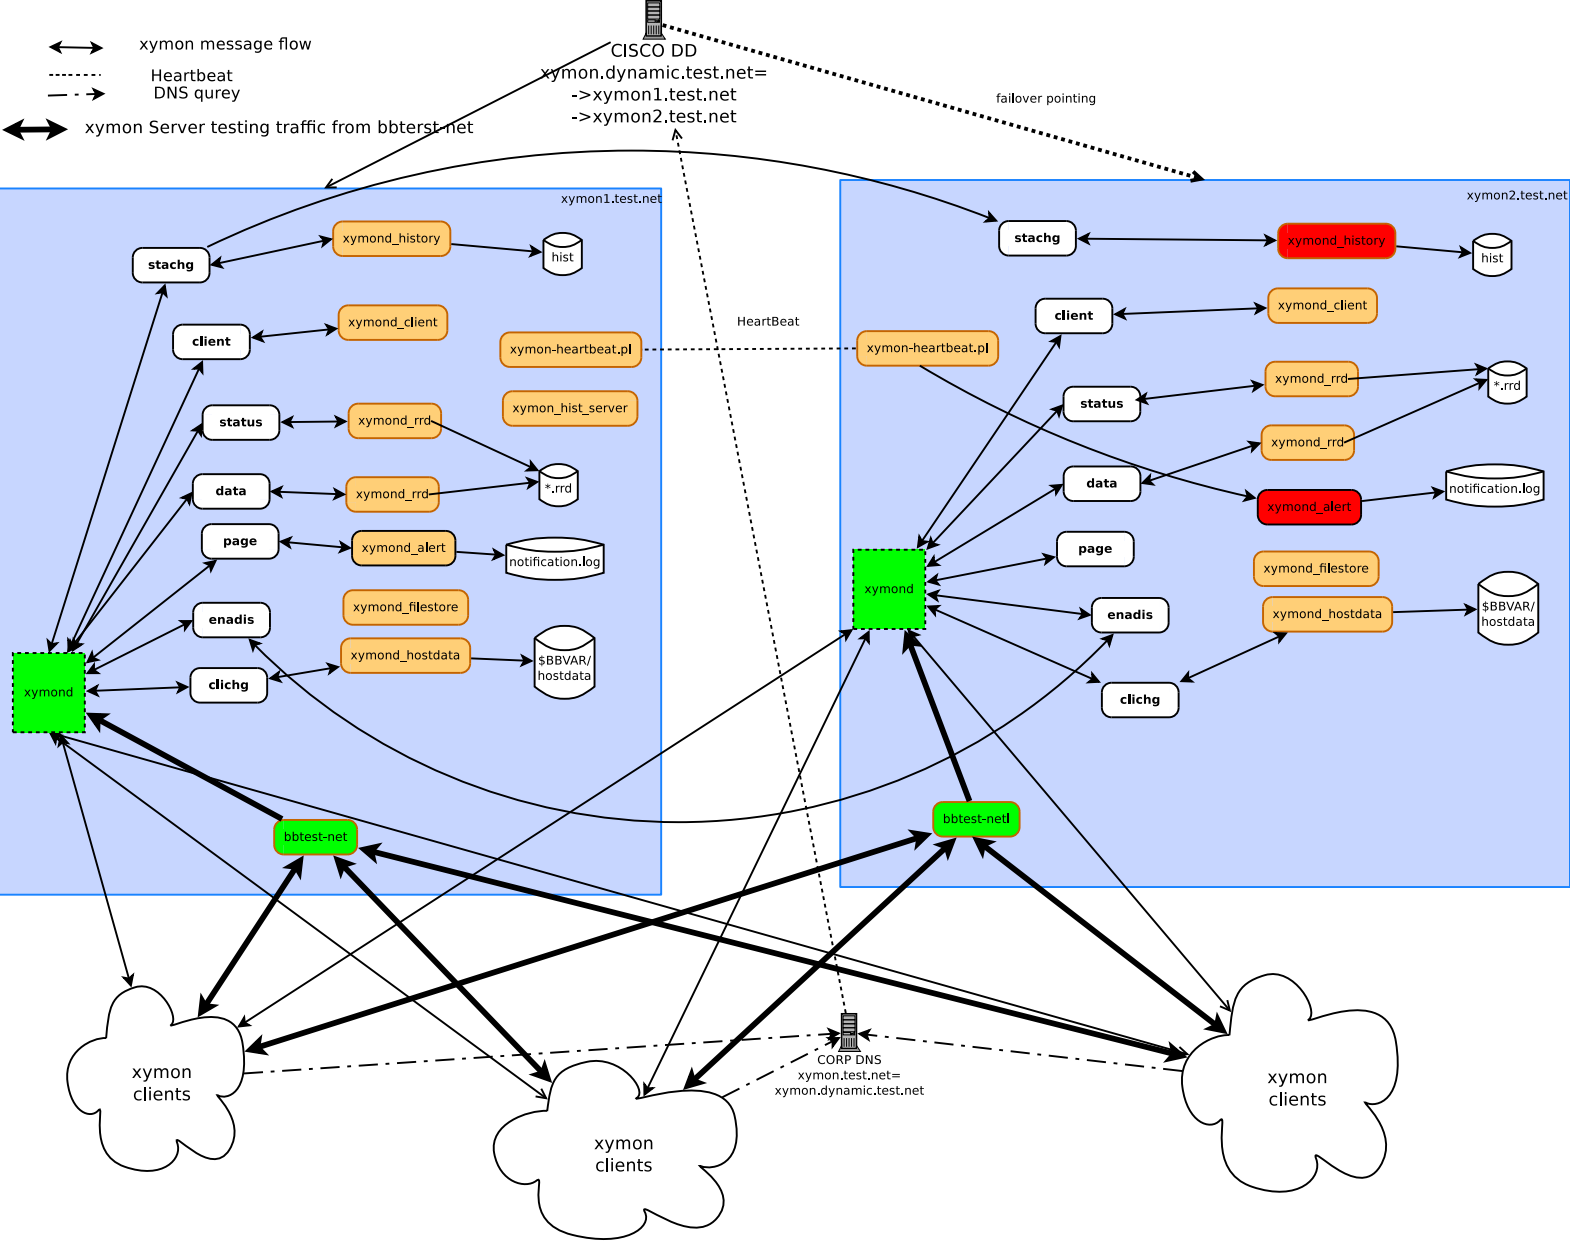 xymon message flow
Heartbeat
DNS qurey
xymon Server testing traffic from bbterst-net
CISCO DD
xymon.dynamic.test.net=
->xymon1.test.net
->xymon2.test.net
failover pointing
xymon1.test.net
stachg
xymond_history
hist
client
xymond_client
xymon-heartbeat.pl
xymon_hist_server
status
xymond_rrd
data
xymond_rrd
*.rrd
page
xymond_alert
notification.log
xymond_filestore
enadis
xymond_hostdata
$BBVAR/
hostdata
clichg
xymond
bbtest-net
HeartBeat
xymon2.test.net
stachg
xymond_history
hist
client
xymond_client
xymon-heartbeat.pl
status
xymond_rrd
*.rrd
xymond_rrd
data
xymond_alert
notification.log
page
xymond_filestore
xymond
enadis
xymond_hostdata
$BBVAR/
hostdata
clichg
bbtest-netl
CORP DNS
xymon.test.net=
xymon.dynamic.test.net
xymon
clients
xymon
clients
xymon
clients